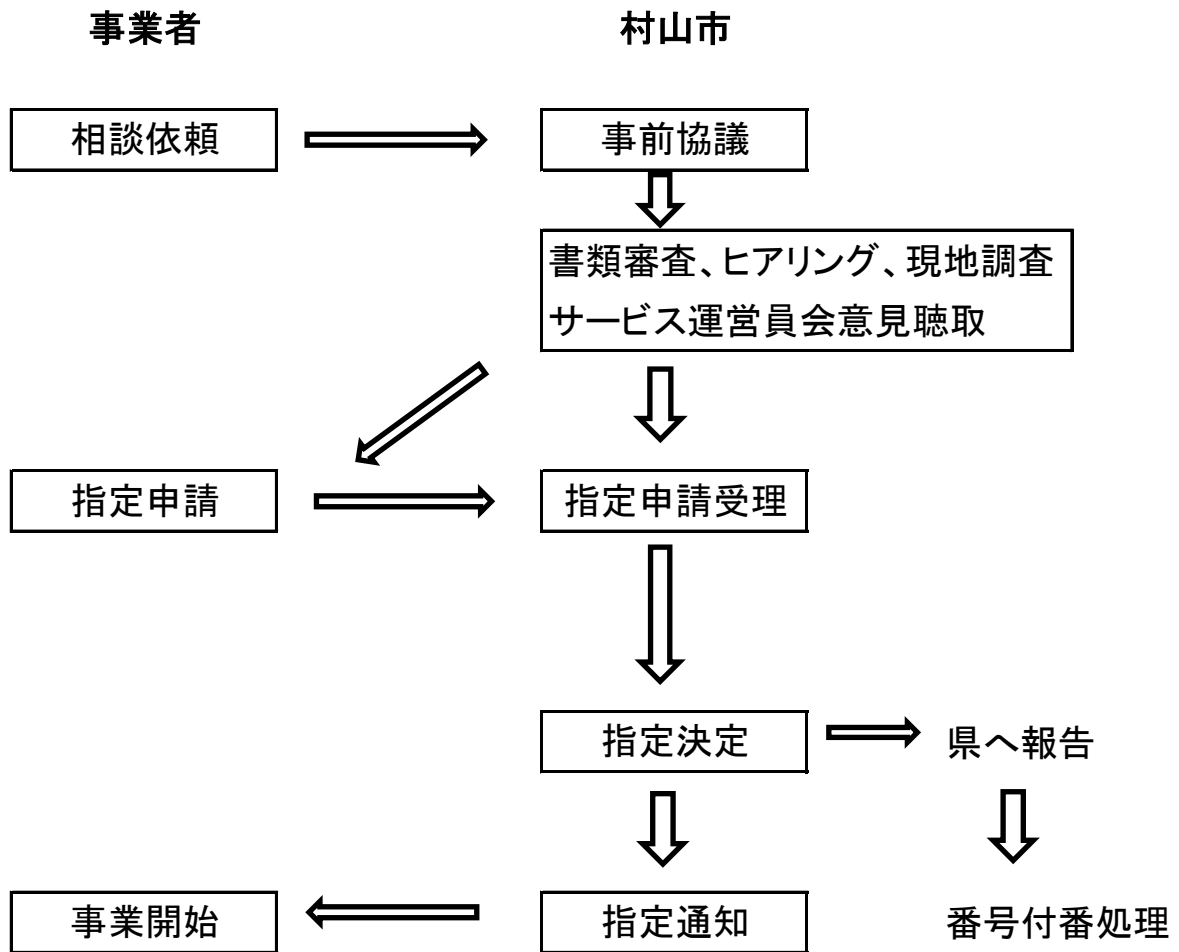 事業者 村山市
相談依頼 事前協議
書類審査、ヒアリング、現地調査
サービス運営員会意見聴取
指定申請 指定申請受理
指定決定 県へ報告
事業開始 指定通知 番号付番処理